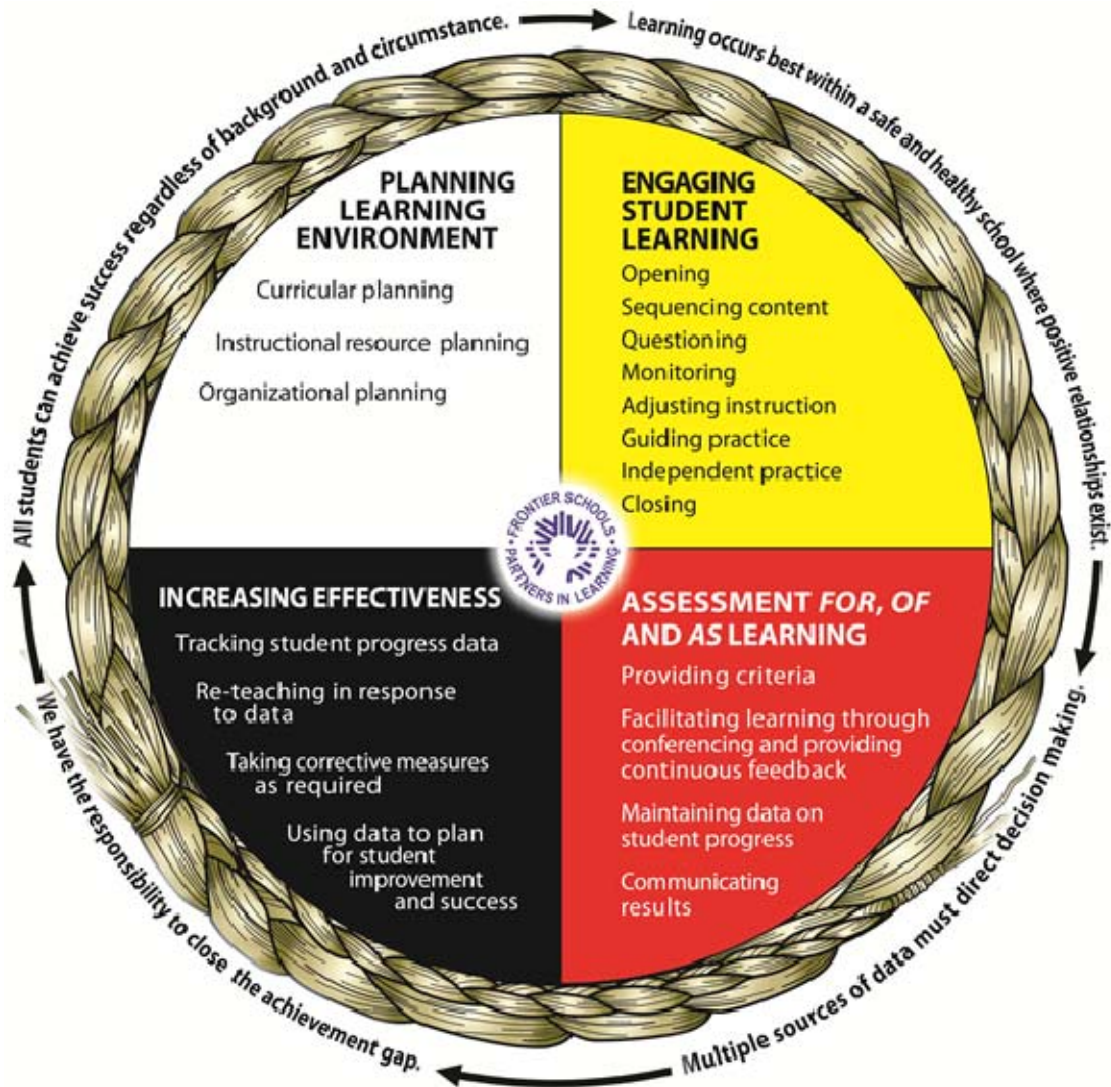 All students can achieve success regardless of background and circumstance.
Learning occurs best within a safe and healthy school where positive relationships exist.
Multiple sources of data must direct decision making.
We have the responsibility to close the achievement gap.
PLANNING
LEARNING
ENVIRONMENT
Curricular planning
Instructional resource planning
Organizational planning
ENGAGING
STUDENT
LEARNING
Opening
Sequencing content
Questioning
Monitoring
Adjusting instruction
Guiding practice
Independent practice
Closing
FRONTIER SCHOOLS
PARTNERS IN LEARNING
INCREASING EFFECTIVENESS
Tracking student progress data
Re-teaching in response
to data
Taking corrective measures
as required
Using data to plan
for student
improvement
and success
ASSESSMENT FOR, OF
AND AS LEARNING
Providing criteria
Facilitating learning through
conferencing and providing
continuous feedback
Maintaining data on
student progress
Communicating
results